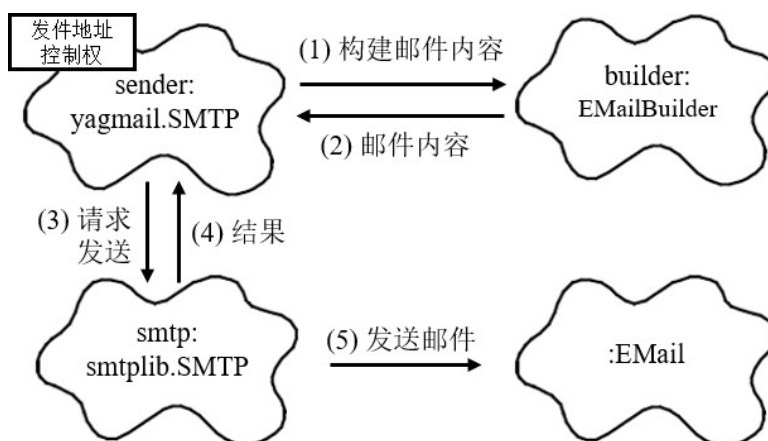 发件地址
控制权
sender:
yagmail.SMTP
(1) 构建邮件内容
(2) 邮件内容
builder:
EMailBuilder
(3) 请求
发送
(4) 结果
smtp:
smtplib.SMTP
(5) 发送邮件
:EMail